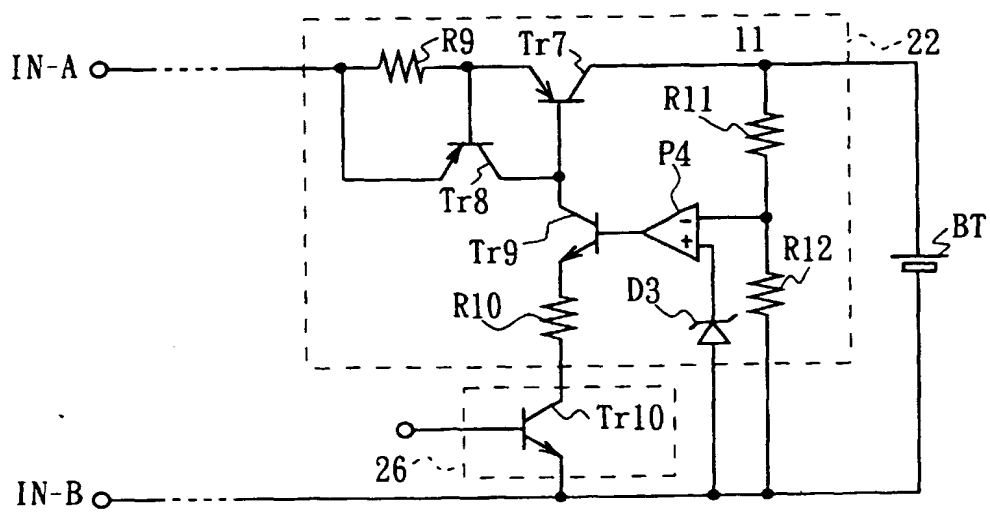 R9
Tr7
11
22
IN-A
R11
P4
Tr8
-
BT
+
Tr9
R12
D3
R10
Tr10
26
IN-B